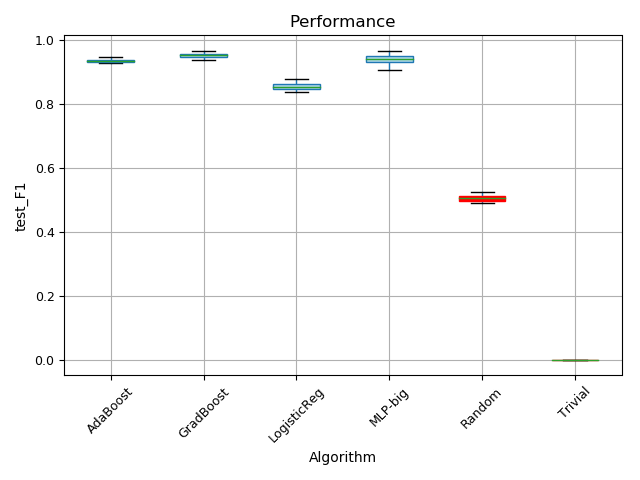 Performance
test_F1
1.0
0.8
0.6
0.4
0.2
0.0
AdaBoost
GradBoost
LogisticReg
MLP-big
Random
Trivial
Algorithm